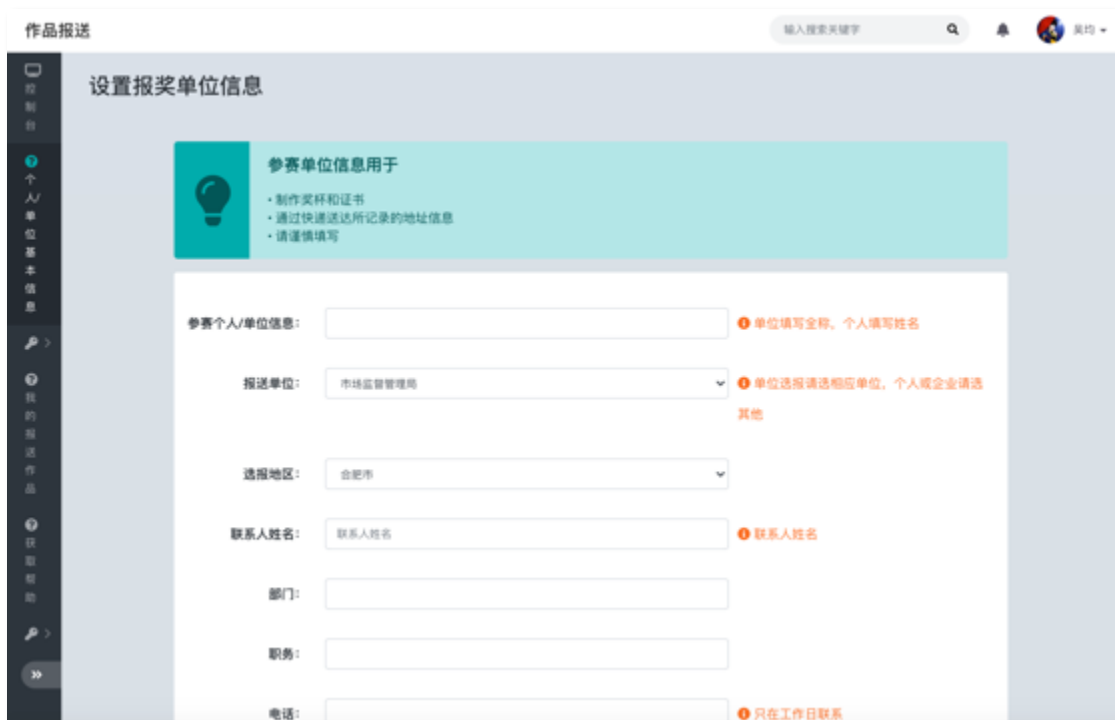 作品报送
输入搜索关键字
吴均
控制台
个人/单位基本信息
我的报送作品
获取帮助
设置报奖单位信息
参赛单位信息用于
·制作奖杯和证书
·通过快递送达所记录的地址信息
·请谨慎填写
参赛个人/单位信息:
单位填写全称、个人填写姓名
报送单位:
市场监督管理局
单位选报请选相应单位，个人或企业请选
其他
选报地区:
合肥市
联系人姓名:
联系人姓名
联系人姓名
部门:
职务:
电话:
只在工作日联系